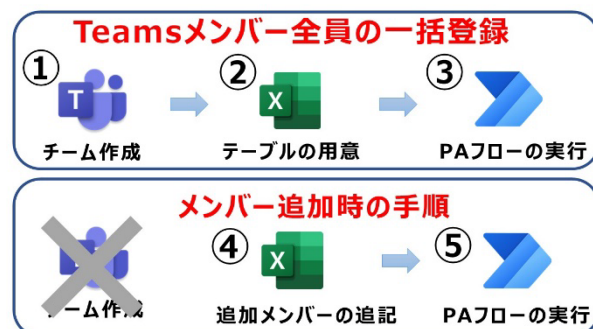 Teamsメンバー全員の一括登録
① ② ③
T X
チーム作成 テーブルの用意 PAフローの実行
メンバー追加時の手順
④ ⑤
X
チーム作成 追加メンバーの追記 PAフローの実行